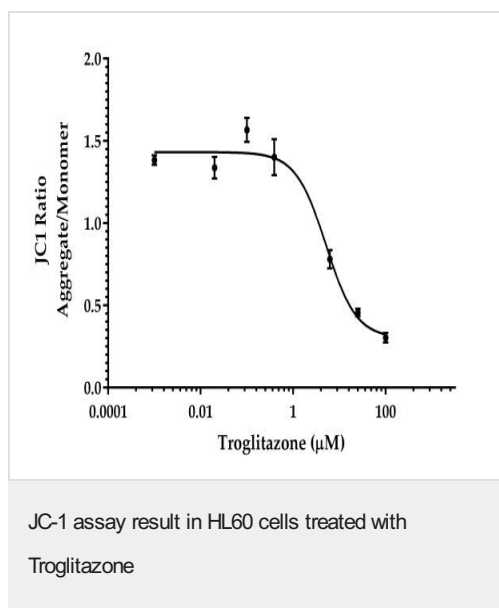 2.0
1.5
1.0
0.5
0.0
JC1 Ratio
Aggregate/Monomer
0.0001 0.01 1 100
Troglitazone (μM)
JC-1 assay result in HL60 cells treated with
Troglitazone